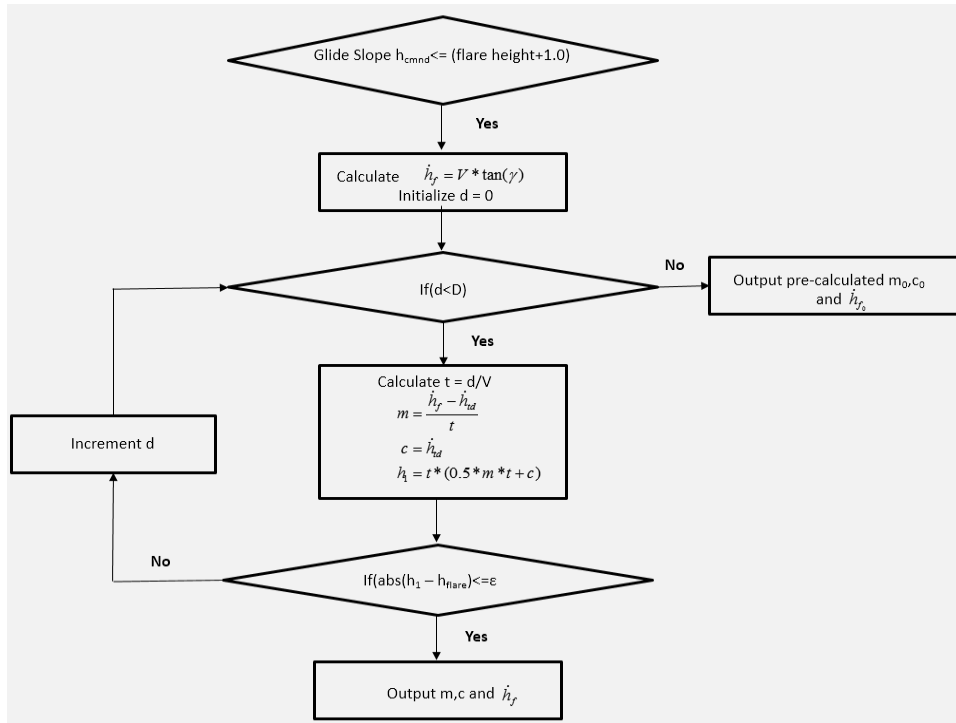 Glide Slope h_cmnd<= (flare height+1.0)
Yes
Calculate ḣ_f = V * tan(γ)
Initialize d = 0
If(d<D)
No
Output pre-calculated m₀,c₀
and ḣ_f₀
Yes
Calculate t = d/V
m = (ḣ_f − ḣ_td) / t
c = ḣ_td
h₁ = t * (0.5 * m * t + c)
Increment d
No
If(abs(h₁ – h_flare)<=ε
Yes
Output m,c and ḣ_f